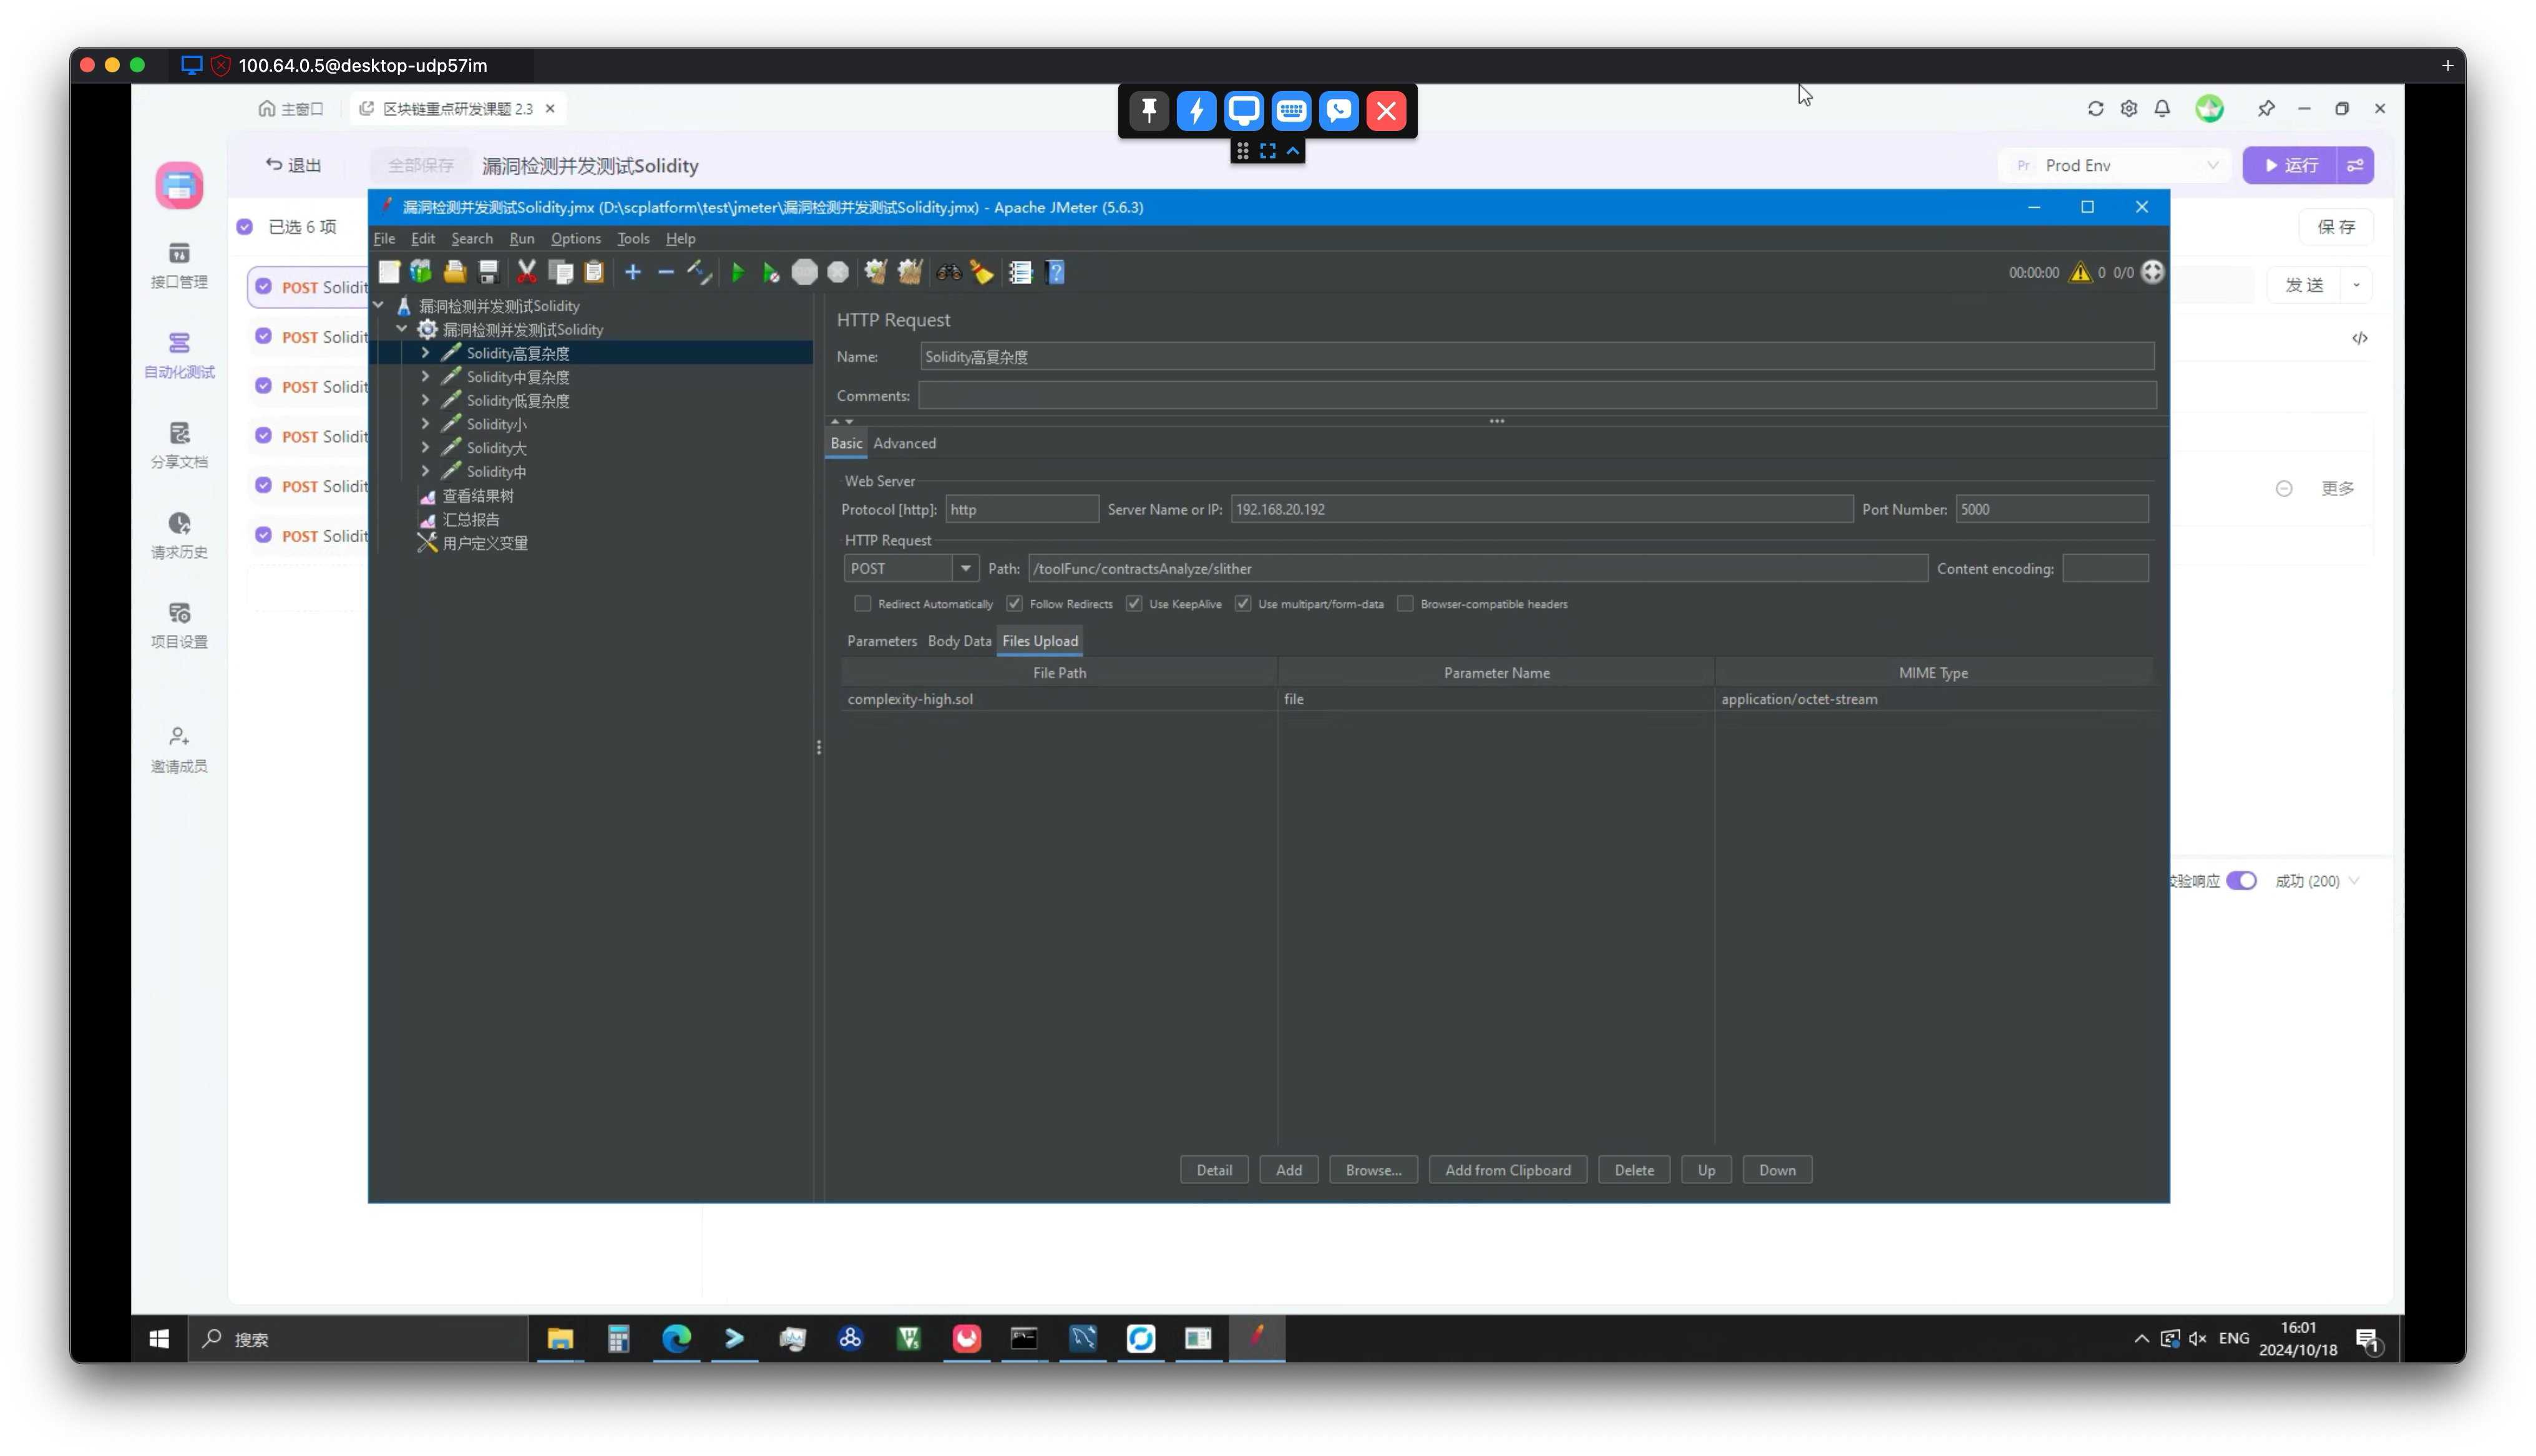 100.64.0.5@desktop-udp57im
主窗口
区块链重点研发课题 2.3
退出
全部保存
漏洞检测并发测试Solidity
Pr Prod Env
运行
接口管理
自动化测试
分享文档
请求历史
项目设置
邀请成员
已选 6 项
保存
POST Solidit
POST Solidit
POST Solidit
POST Solidit
POST Solidit
POST Solidit
发送
更多
校验响应
成功 (200)
漏洞检测并发测试Solidity.jmx (D:\scplatform\test\jmeter\漏洞检测并发测试Solidity.jmx) - Apache JMeter (5.6.3)
File Edit Search Run Options Tools Help
00:00:00 0 0/0
漏洞检测并发测试Solidity
漏洞检测并发测试Solidity
Solidity高复杂度
Solidity中复杂度
Solidity低复杂度
Solidity小
Solidity大
Solidity中
查看结果树
汇总报告
用户定义变量
HTTP Request
Name: Solidity高复杂度
Comments:
Basic Advanced
Web Server
Protocol [http]: http Server Name or IP: 192.168.20.192 Port Number: 5000
HTTP Request
POST Path: /toolFunc/contractsAnalyze/slither Content encoding:
Redirect Automatically Follow Redirects Use KeepAlive Use multipart/form-data Browser-compatible headers
Parameters Body Data Files Upload
File Path Parameter Name MIME Type
complexity-high.sol file application/octet-stream
Detail Add Browse... Add from Clipboard Delete Up Down
搜索
ENG
16:01
2024/10/18
1